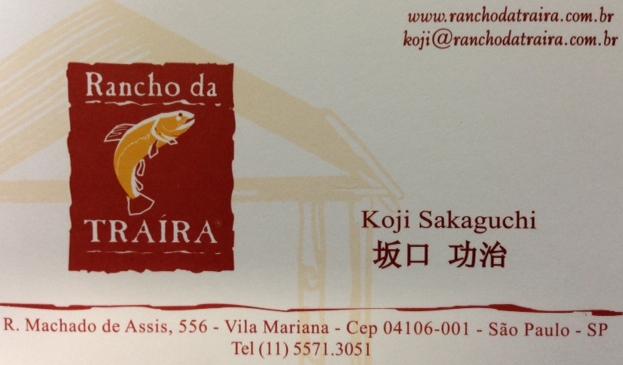 www.ranchodatraira.com.br
koji@ranchodatraira.com.br
Rancho da
TRAÍRA
Koji Sakaguchi
坂口 功治
R. Machado de Assis, 556 - Vila Mariana - Cep 04106-001 - São Paulo - SP
Tel (11) 5571.3051